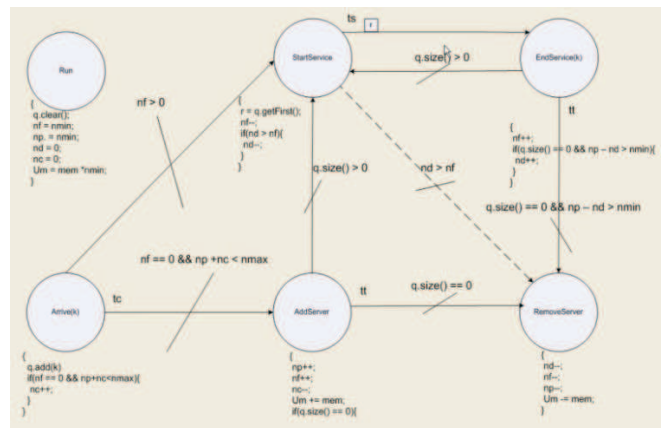 ts
r
Run
StartService
q.size() > 0
EndService(k)
{
q.clear();
nf = nmin;
np. = nmin;
nd = 0;
nc = 0;
Um = mem *nmin;
}
nf > 0
{
r = q.getFirst();
nf--;
if(nd > nf){
nd--;
}
}
tt
{
nf++;
if(q.size() == 0 && np -- nd > nmin){
nd++;
}
}
q.size() > 0
nd > nf
q.size() == 0 && np -- nd > nmin
nf == 0 && np +nc < nmax
tc
tt
q.size() == 0
Arrive(k)
AddServer
RemoveServer
{
q.add(k)
if(nf == 0 && np+nc<nmax){
nc++;
}
}
{
np++;
nf++;
nc--;
Um += mem;
if(q.size() == 0){
{
nd--;
nf--;
np--;
Um -= mem;
}